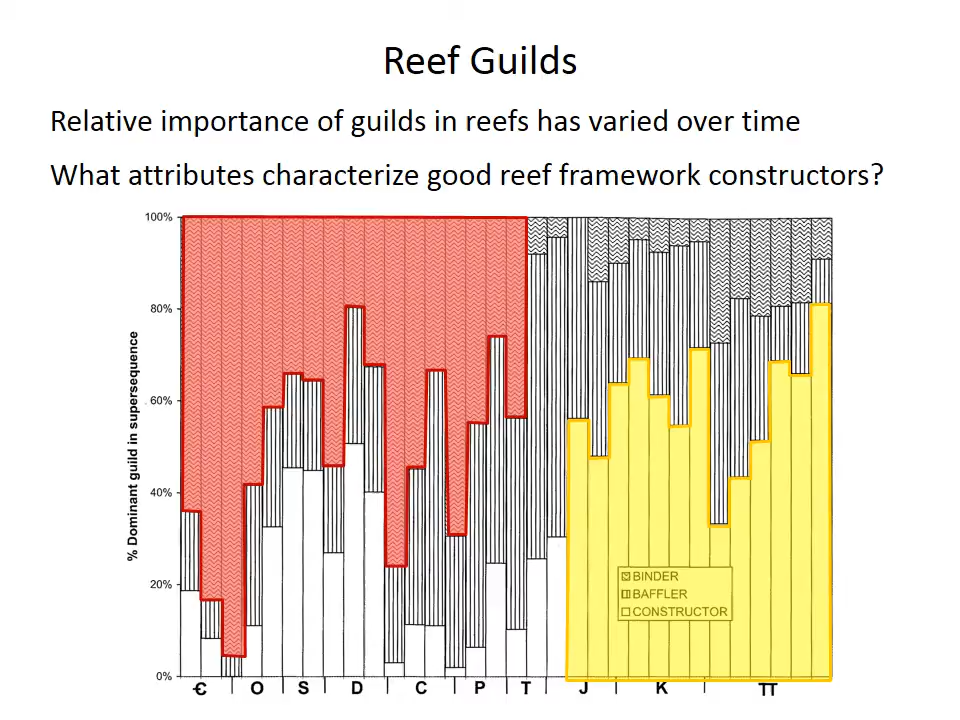 Reef Guilds
Relative importance of guilds in reefs has varied over time
What attributes characterize good reef framework constructors?
100%
80%
60%
40%
20%
0%
% Dominant guild in supersequence
BINDER
BAFFLER
CONSTRUCTOR
Є O S D C P T J K TT